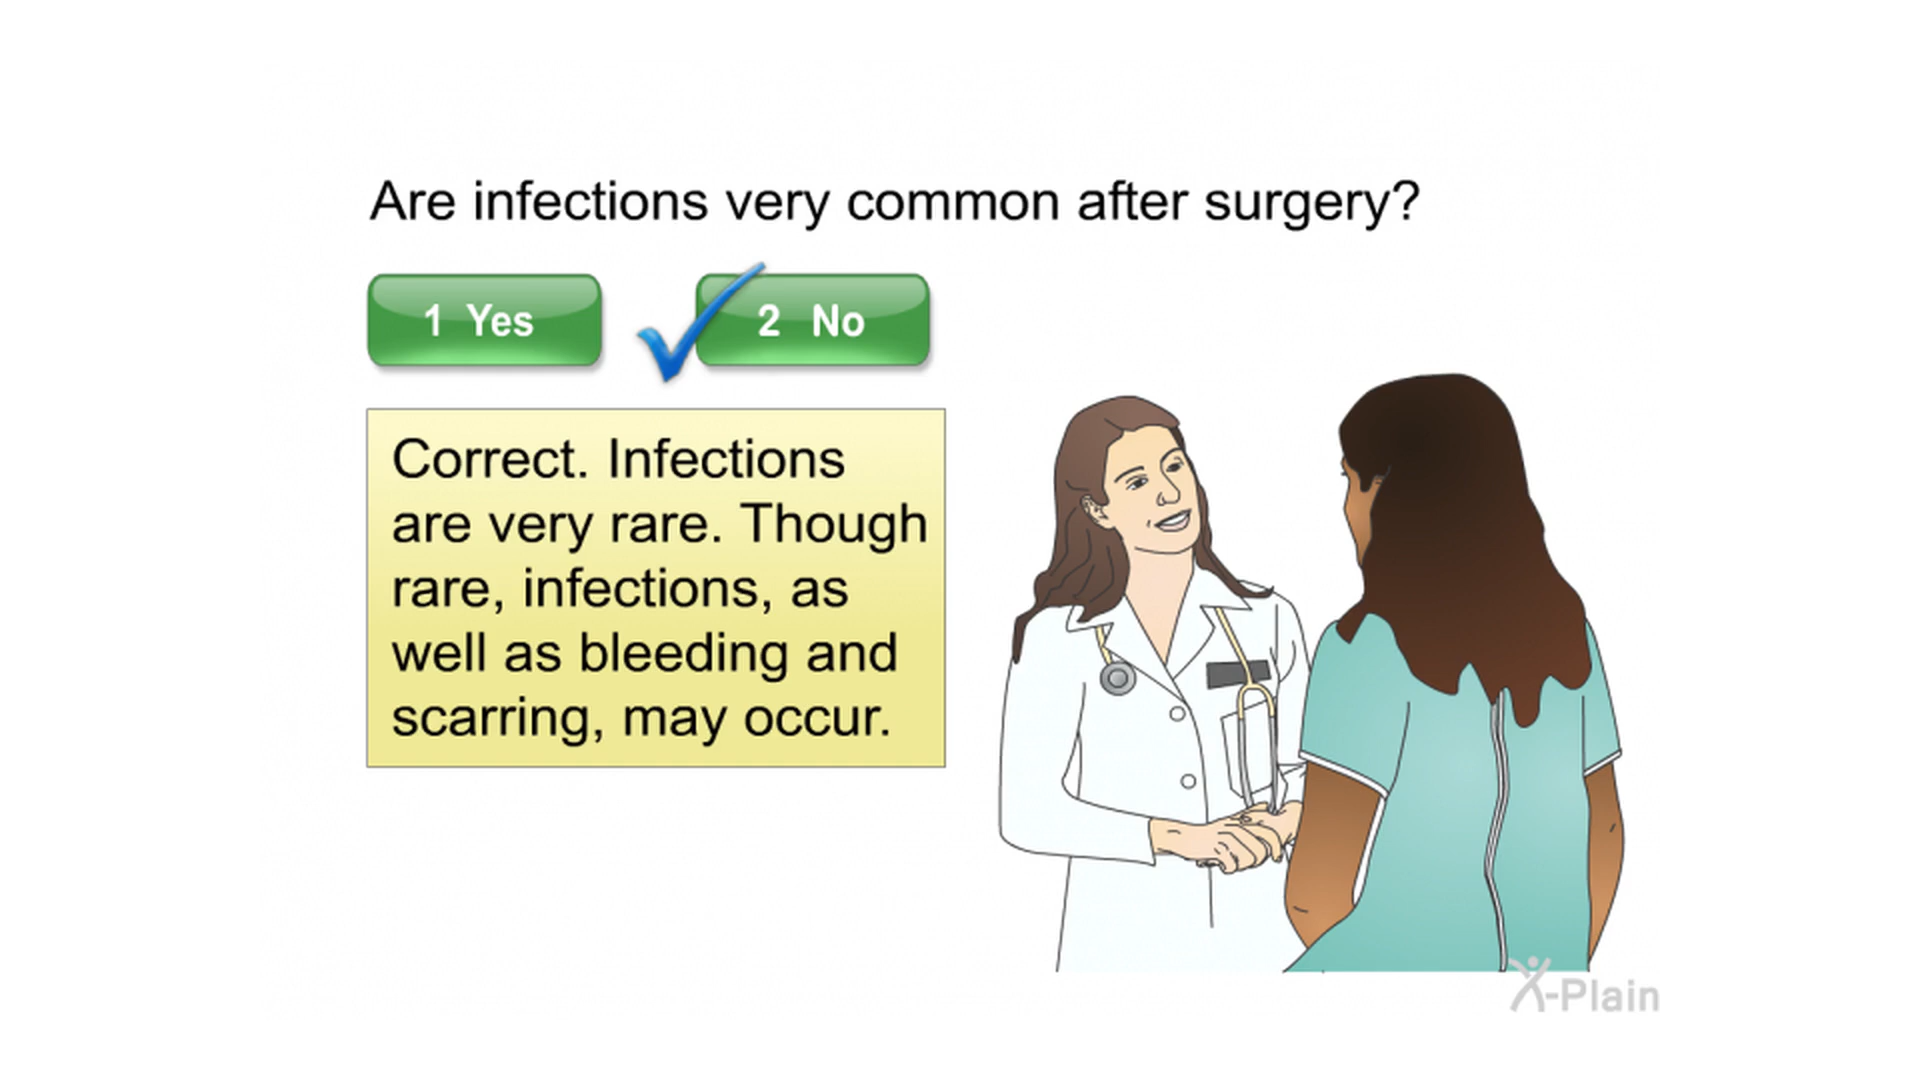 Are infections very common after surgery?
1 Yes
2 No
Correct. Infections
are very rare. Though
rare, infections, as
well as bleeding and
scarring, may occur.
X-Plain